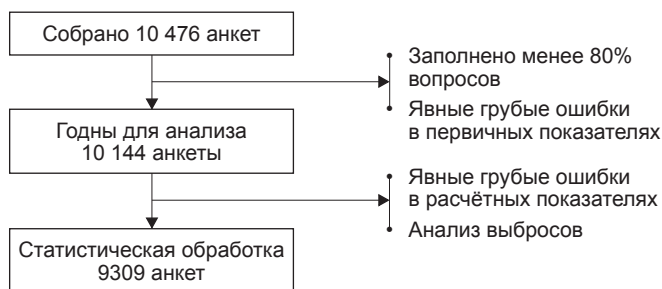 Собрано 10 476 анкет
• Заполнено менее 80%
вопросов
• Явные грубые ошибки
в первичных показателях
Годны для анализа
10 144 анкеты
• Явные грубые ошибки
в расчётных показателях
• Анализ выбросов
Статистическая обработка
9309 анкет